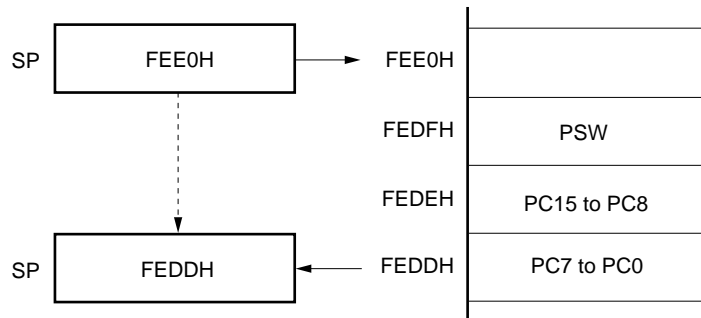 SP FEE0H FEE0H
FEDFH PSW
FEDEH PC15 to PC8
SP FEDDH FEDDH PC7 to PC0